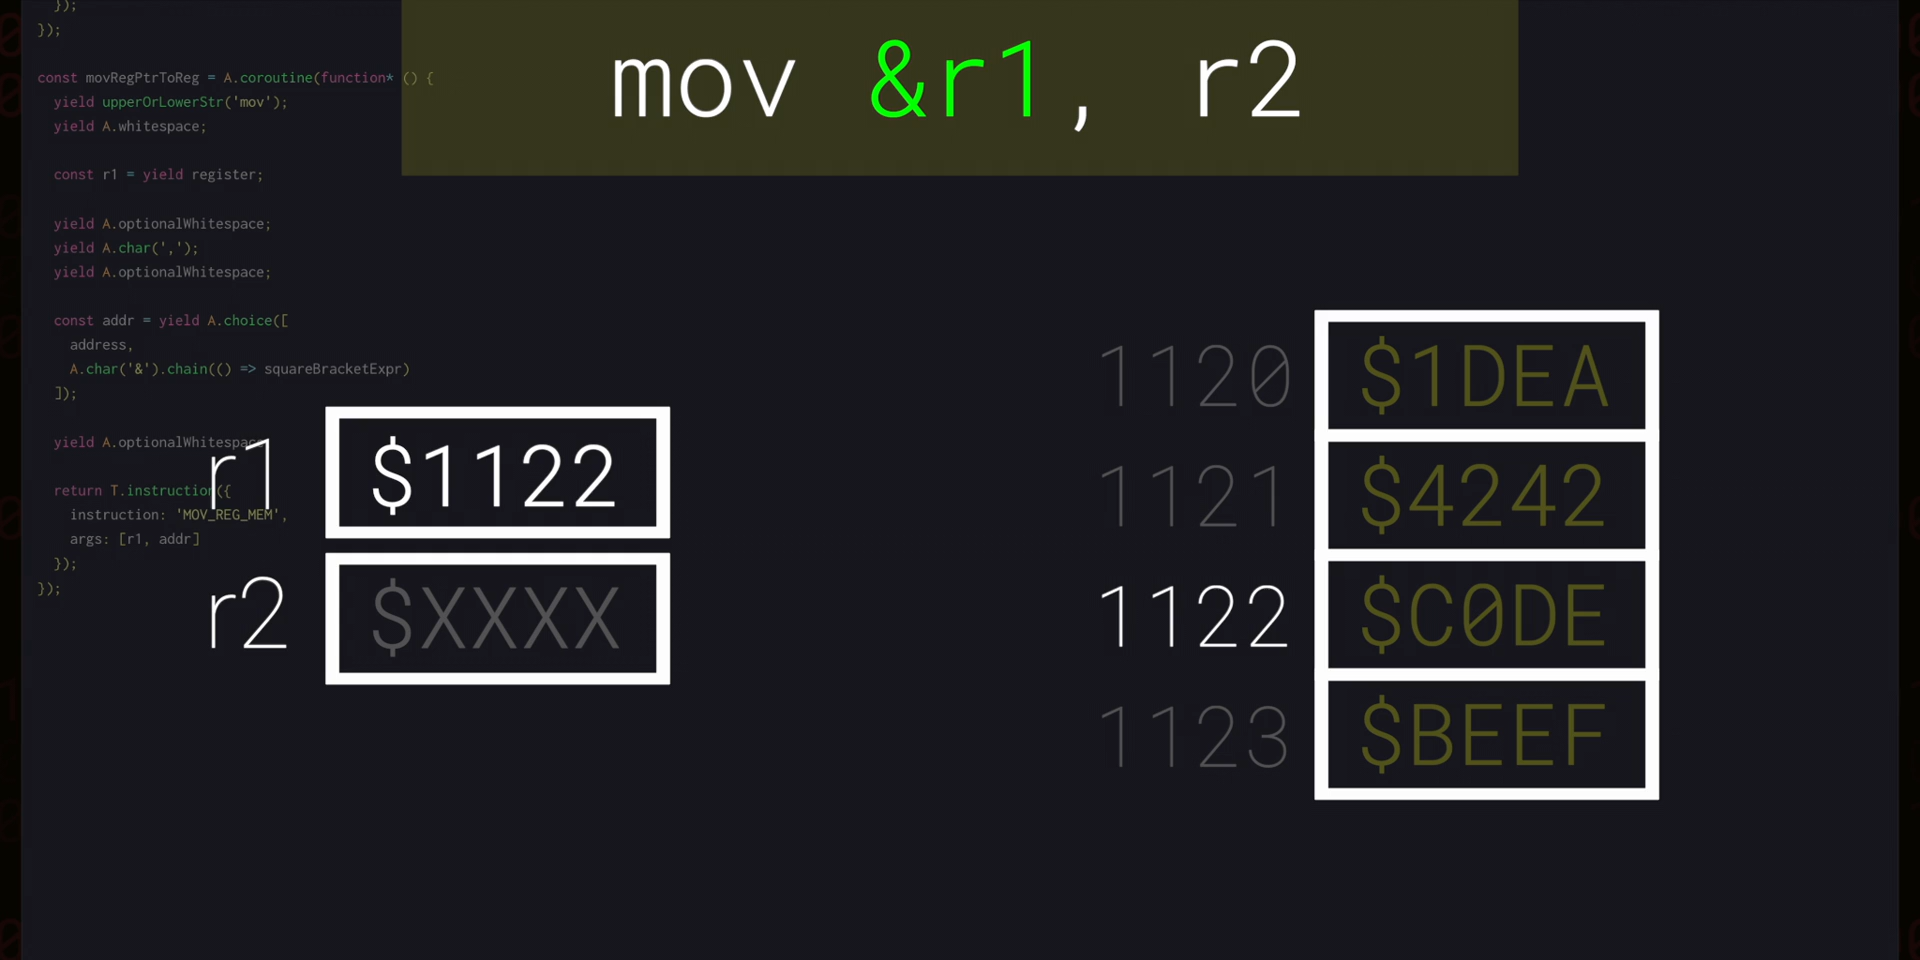 });
});
mov &r1, r2
const movRegPtrToReg = A.coroutine(function* () {
yield upperOrLowerStr('mov');
yield A.whitespace;
const r1 = yield register;
yield A.optionalWhitespace;
yield A.char(',');
yield A.optionalWhitespace;
const addr = yield A.choice([
address,
A.char('&').chain(() => squareBracketExpr)
]);
yield A.optionalWhitespace
return T.instruction({
instruction: 'MOV_REG_MEM',
args: [r1, addr]
});
});
r1 $1122
r2 $XXXX
1120 $1DEA
1121 $4242
1122 $C0DE
1123 $BEEF